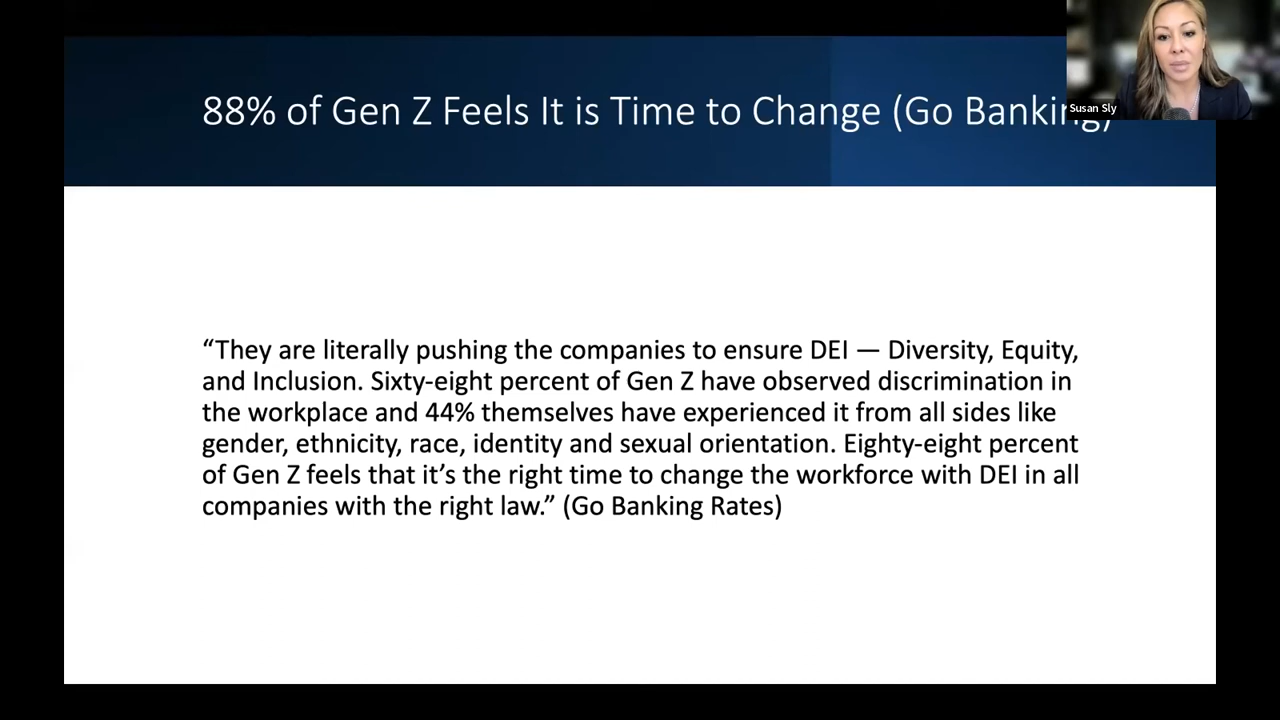 88% of Gen Z Feels It is Time to Change (Go Banking)
Susan Sly
“They are literally pushing the companies to ensure DEI — Diversity, Equity,
and Inclusion. Sixty-eight percent of Gen Z have observed discrimination in
the workplace and 44% themselves have experienced it from all sides like
gender, ethnicity, race, identity and sexual orientation. Eighty-eight percent
of Gen Z feels that it’s the right time to change the workforce with DEI in all
companies with the right law.” (Go Banking Rates)